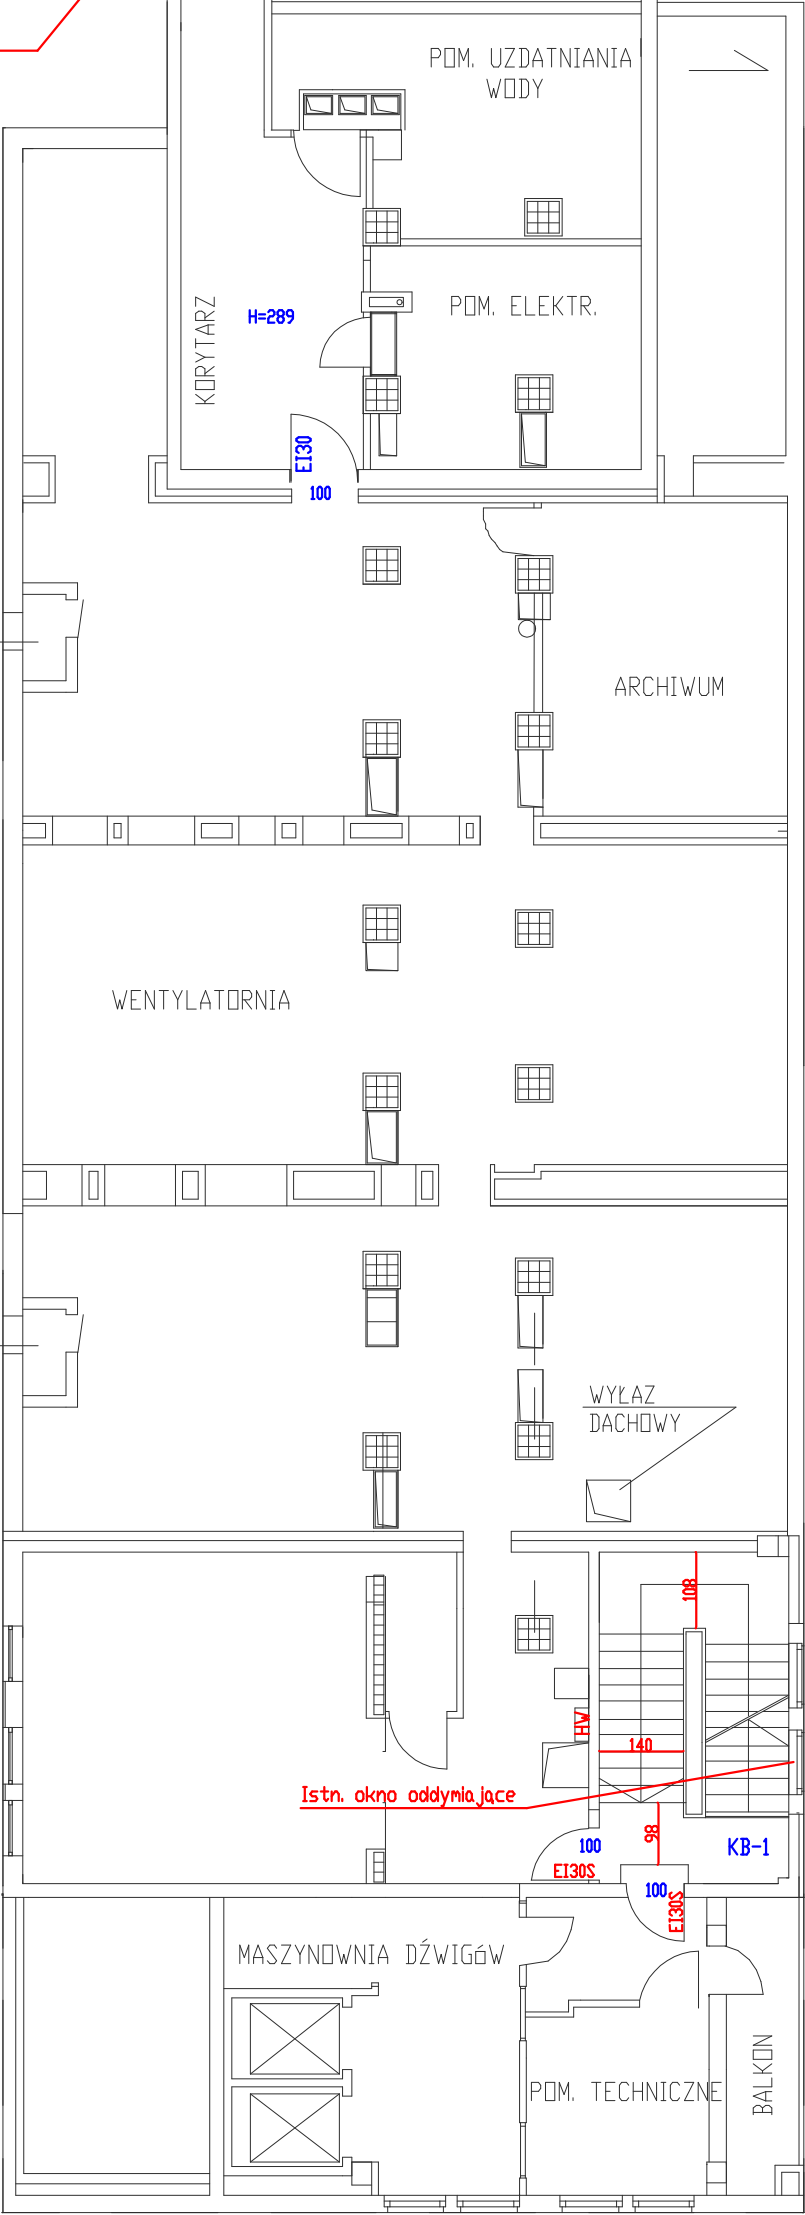 POM. UZDATNIANIA
WODY
KORYTARZ
H=289
POM. ELEKTR.
EI30
100
ARCHIWUM
WENTYLATORNIA
WYŁAZ
DACHOWY
108
HW
140
Istn. okno oddymiające
98
100
KB-1
EI30S
100
EI30S
MASZYNOWNIA DŹWIGÓW
POM. TECHNICZNE
BALKON